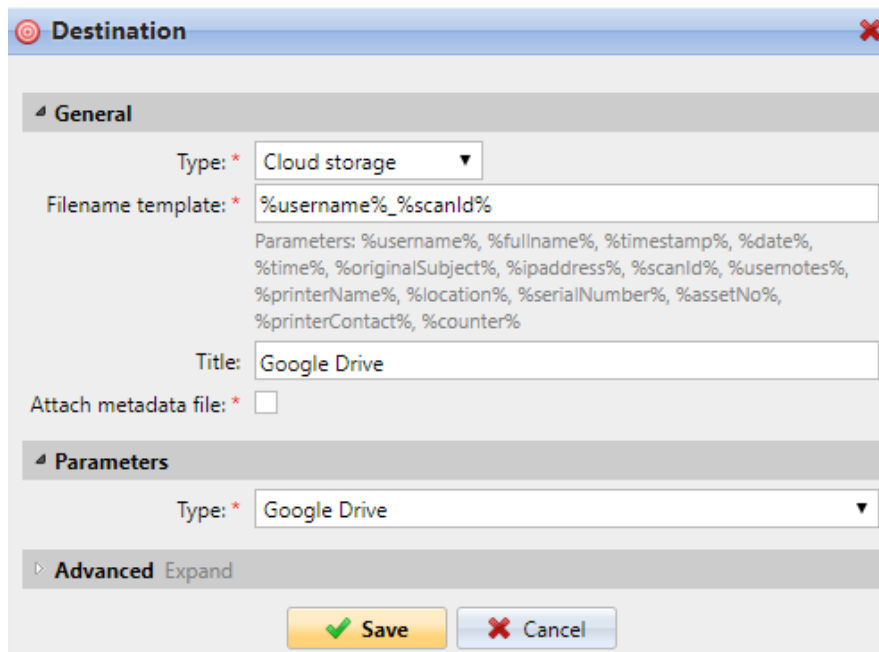 Destination
General
Type: * Cloud storage
Filename template: * %username%_%scanId%
Parameters: %username%, %fullname%, %timestamp%, %date%,
%time%, %originalSubject%, %ipaddress%, %scanId%, %usernotes%,
%printerName%, %location%, %serialNumber%, %assetNo%,
%printerContact%, %counter%
Title: Google Drive
Attach metadata file: *
Parameters
Type: * Google Drive
Advanced Expand
Save Cancel